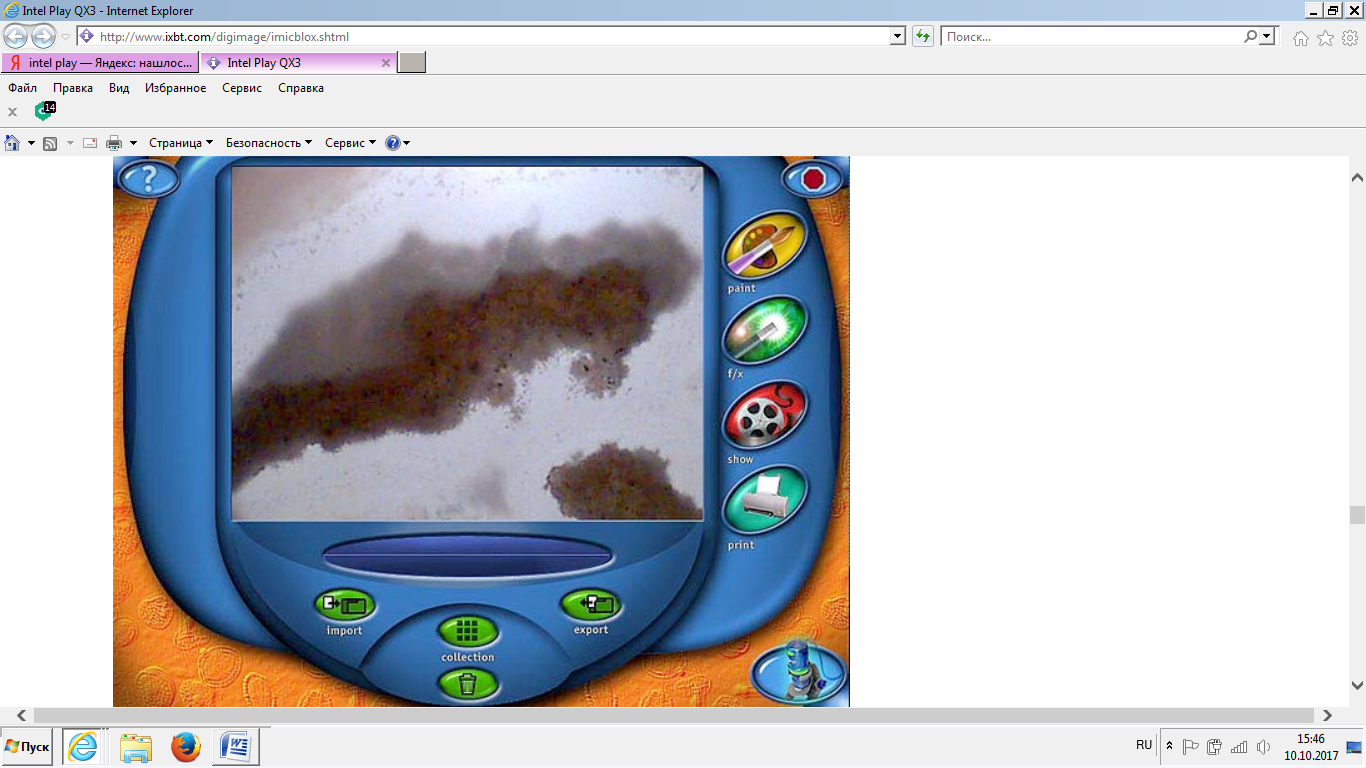 Intel Play QX3 - Internet Explorer
http://www.ixbt.com/digimage/imicblox.shtml
Поиск...
intel play — Яндекс: нашлос...
Intel Play QX3
Файл Правка Вид Избранное Сервис Справка
x 14
Страница Безопасность Сервис
?
paint
f/x
show
print
import
export
collection
Пуск
RU
15:46
10.10.2017